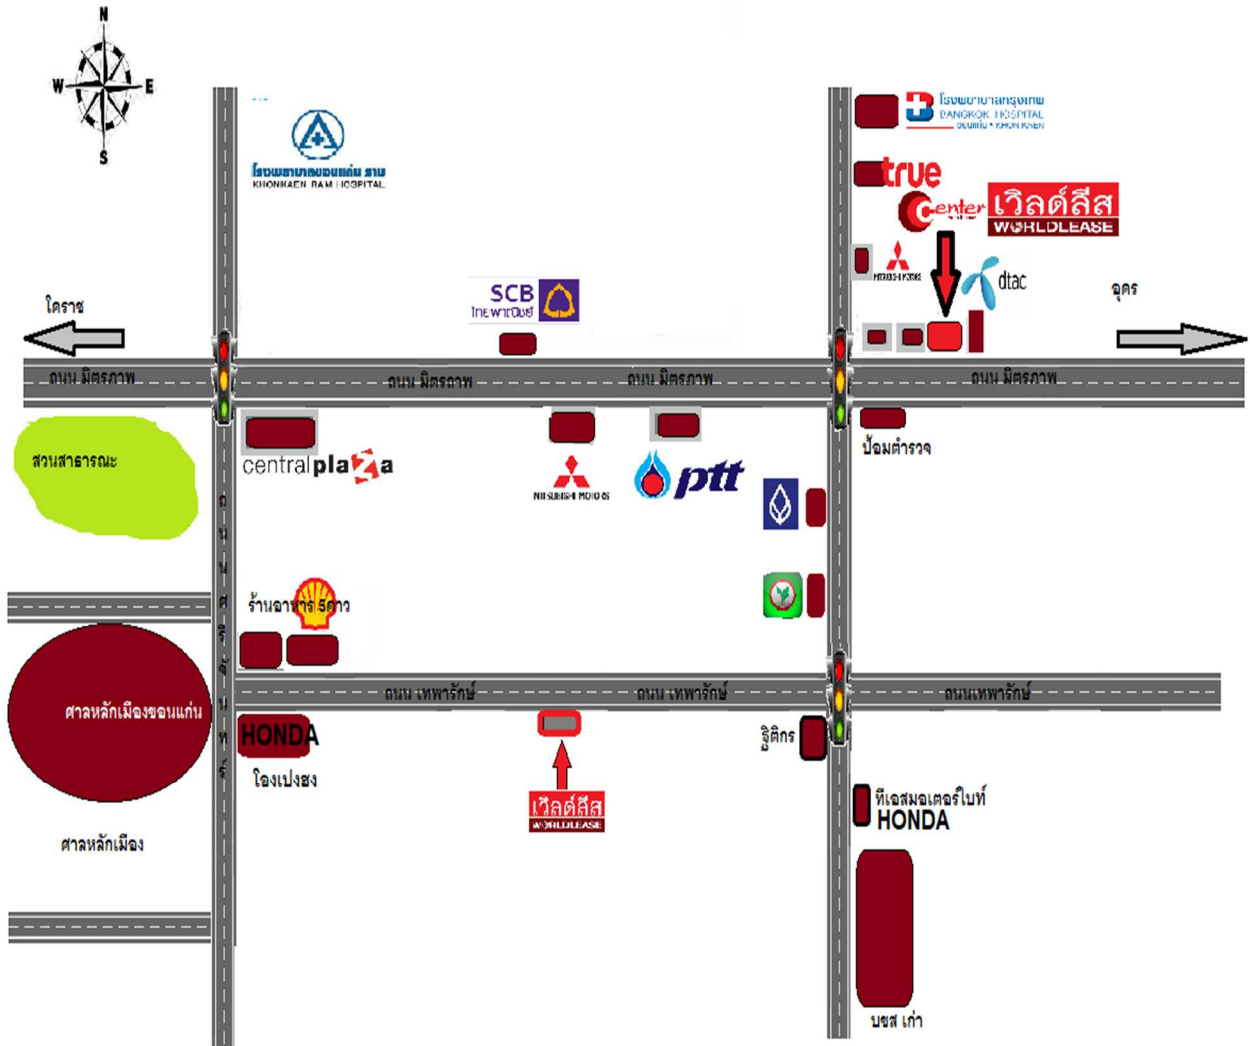 N
W E
S
โรงพยาบาลขอนแก่น ราม
KHONKAEN RAM HOSPITAL
โรงพยาบาลกรุงเทพ
BANGKOK HOSPITAL
ขอนแก่น • KHON KAEN
true
Center
เวิลด์ลีส
WORLDLEASE
MITSUBISHI MOTORS
dtac
SCB
ไทยพาณิชย์
โคราช
อุดร
ถนน มิตรภาพ
ถนน มิตรภาพ
ถนน มิตรภาพ
ถนน มิตรภาพ
สวนสาธารณะ
centralplaza
MITSUBISHI MOTORS
ptt
ป้อมตำรวจ
ร้านอาหาร 5ดาว
ถนน เทพารักษ์
ถนน เทพารักษ์
ถนนเทพารักษ์
ศาลหลักเมืองขอนแก่น
HONDA
โองเปงฮง
เวิลด์ลีส
WORLDLEASE
ฐิติกร
ทีเอสมอเตอร์ไบท์
HONDA
ศาลหลักเมือง
บขส เก่า